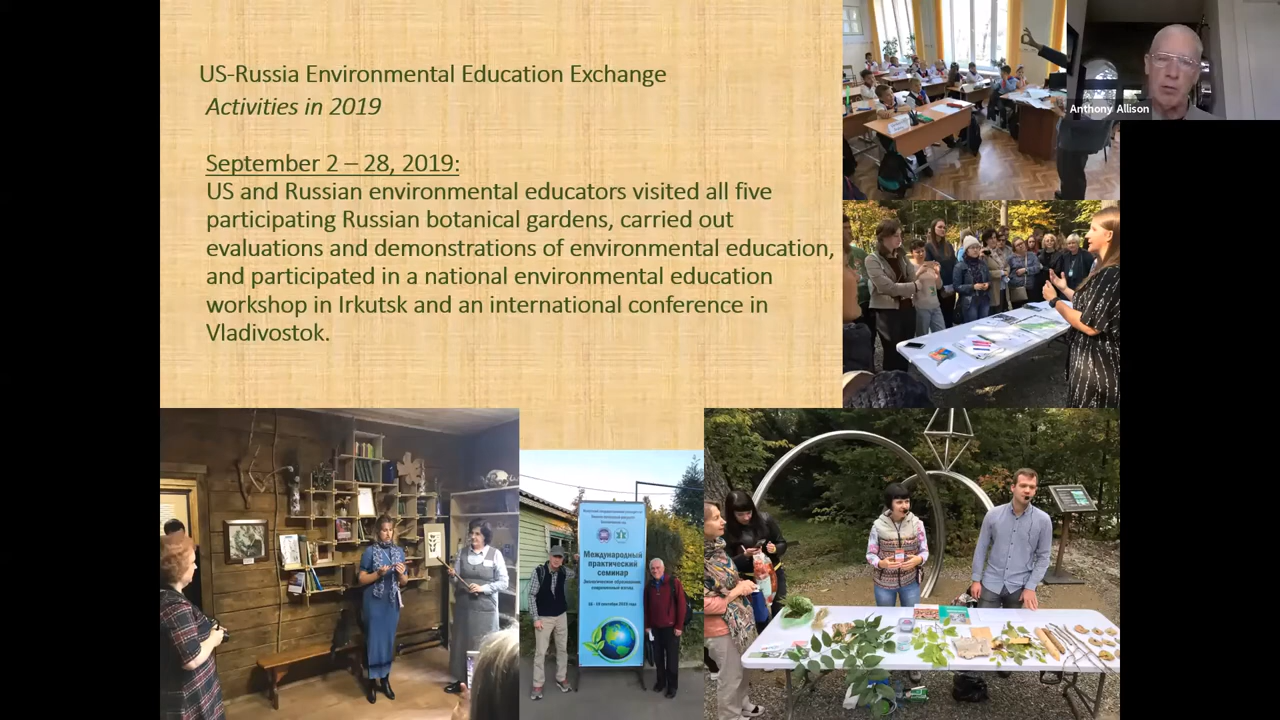 US-Russia Environmental Education Exchange
Activities in 2019
September 2 – 28, 2019:
US and Russian environmental educators visited all five
participating Russian botanical gardens, carried out
evaluations and demonstrations of environmental education,
and participated in a national environmental education
workshop in Irkutsk and an international conference in
Vladivostok.
Anthony Allison
Международный
практический
семинар